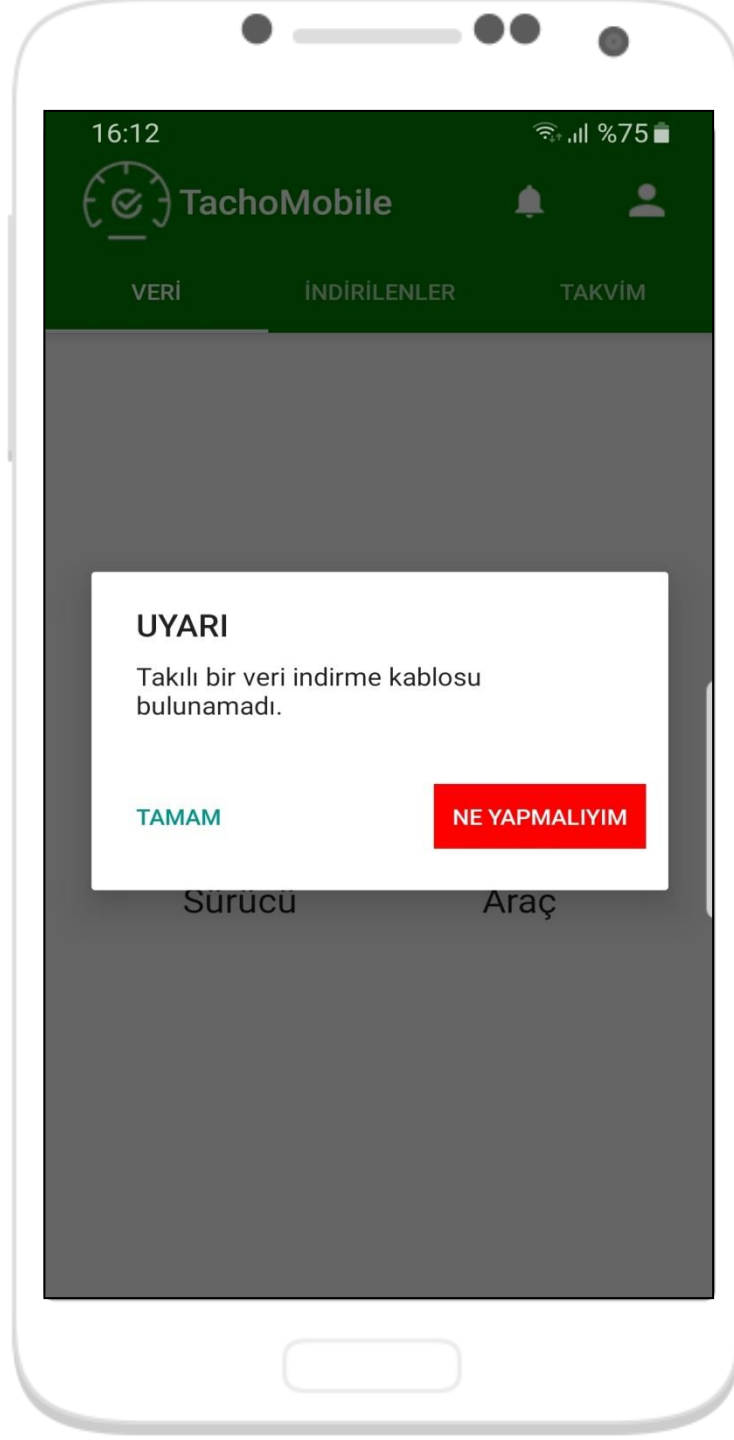 16:12 %75
TachoMobile
VERİ İNDİRİLENLER TAKVİM
UYARI
Takılı bir veri indirme kablosu
bulunamadı.
TAMAM NE YAPMALIYIM
Sürücü Araç